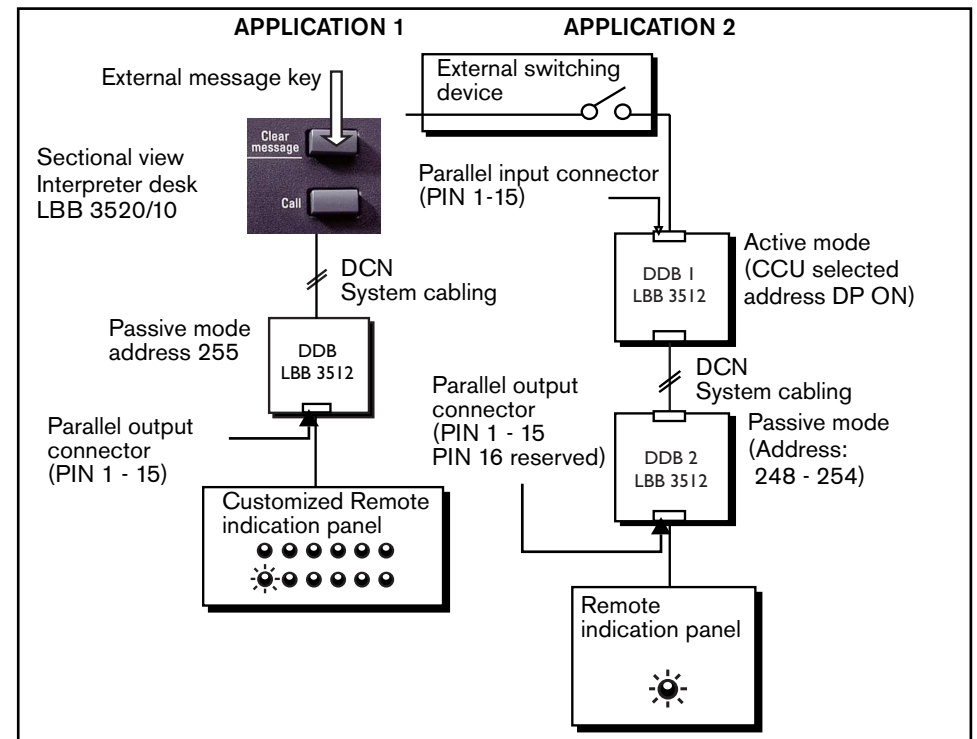 APPLICATION 1
External message key
Clear
message
Call
Sectional view
Interpreter desk
LBB 3520/10
DCN
System cabling
Passive mode
address 255
DDB
LBB 3512
Parallel output
connector
(PIN 1 - 15)
Customized Remote
indication panel
APPLICATION 2
External switching
device
Parallel input connector
(PIN 1-15)
DDB 1
LBB 3512
Active mode
(CCU selected
address DP ON)
DCN
System cabling
Parallel output
connector
(PIN 1 - 15
PIN 16 reserved)
DDB 2
LBB 3512
Passive mode
(Address:
248 - 254)
Remote
indication panel